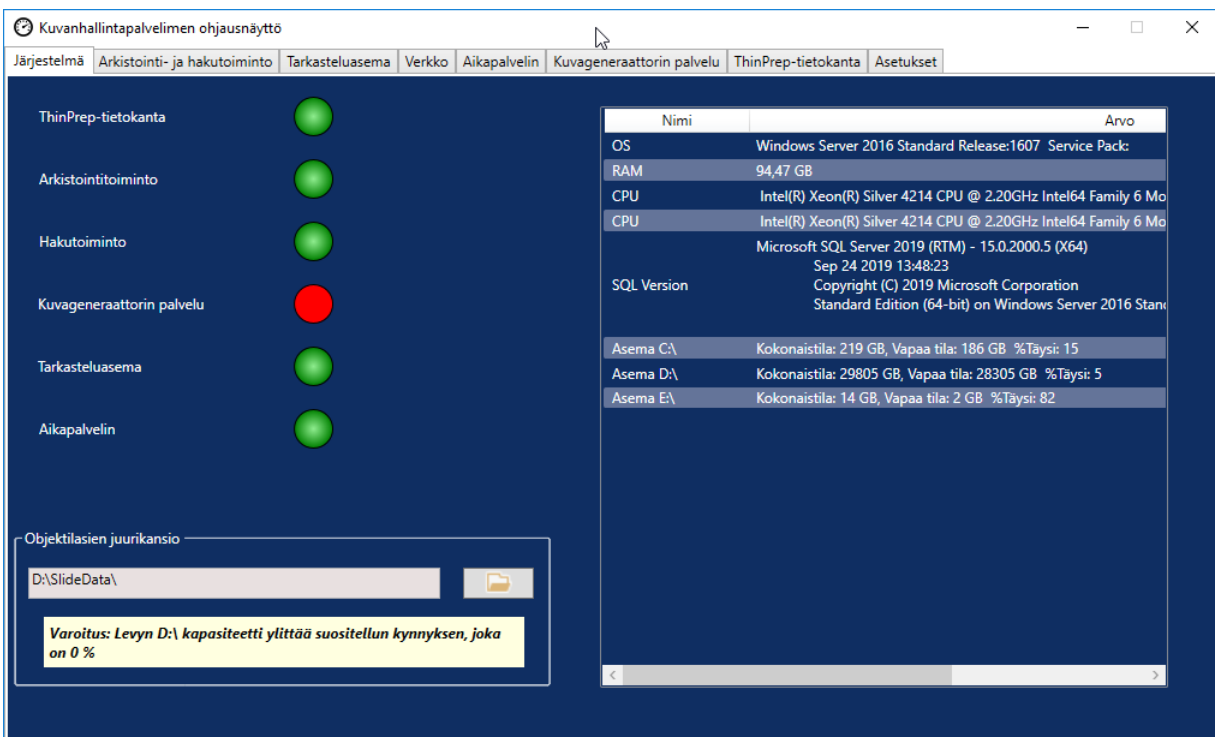 Kuvanhallintapalvelimen ohjausnäyttö
Järjestelmä Arkistointi- ja hakutoiminto Tarkasteluasema Verkko Aikapalvelin Kuvageneraattorin palvelu ThinPrep-tietokanta Asetukset
ThinPrep-tietokanta
Arkistointitoiminto
Hakutoiminto
Kuvageneraattorin palvelu
Tarkasteluasema
Aikapalvelin
Objektilasien juurikansio
D:\SlideData\
Varoitus: Levyn D:\ kapasiteetti ylittää suositellun kynnyksen, joka
on 0 %
Nimi Arvo
OS Windows Server 2016 Standard Release:1607 Service Pack:
RAM 94,47 GB
CPU Intel(R) Xeon(R) Silver 4214 CPU @ 2.20GHz Intel64 Family 6 Mo
CPU Intel(R) Xeon(R) Silver 4214 CPU @ 2.20GHz Intel64 Family 6 Mo
Microsoft SQL Server 2019 (RTM) - 15.0.2000.5 (X64)
Sep 24 2019 13:48:23
SQL Version Copyright (C) 2019 Microsoft Corporation
Standard Edition (64-bit) on Windows Server 2016 Stan
Asema C:\ Kokonaistila: 219 GB, Vapaa tila: 186 GB %Täysi: 15
Asema D:\ Kokonaistila: 29805 GB, Vapaa tila: 28305 GB %Täysi: 5
Asema E:\ Kokonaistila: 14 GB, Vapaa tila: 2 GB %Täysi: 82